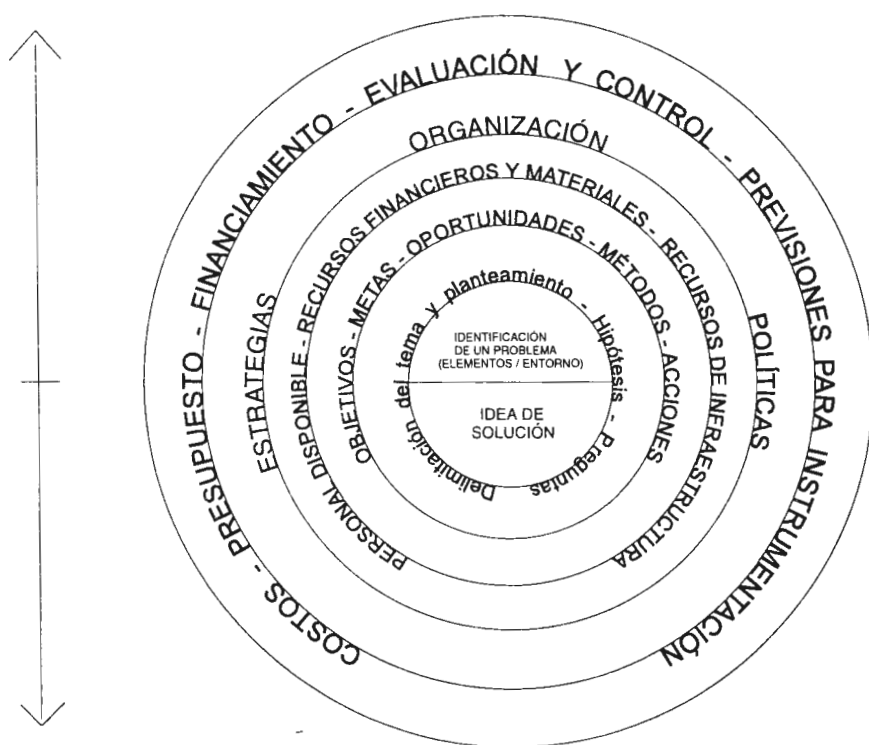 COSTOS - PRESUPUESTO - FINANCIAMIENTO - EVALUACIÓN Y CONTROL - PREVISIONES PARA INSTRUMENTACIÓN
ESTRATEGIAS
ORGANIZACIÓN
POLÍTICAS
PERSONAL DISPONIBLE - RECURSOS FINANCIEROS Y MATERIALES - RECURSOS DE INFRAESTRUCTURA
OBJETIVOS - METAS - OPORTUNIDADES - MÉTODOS - ACCIONES
Delimitación del tema y planteamiento - Hipótesis - Preguntas
IDENTIFICACIÓN
DE UN PROBLEMA
(ELEMENTOS / ENTORNO)
IDEA DE
SOLUCIÓN